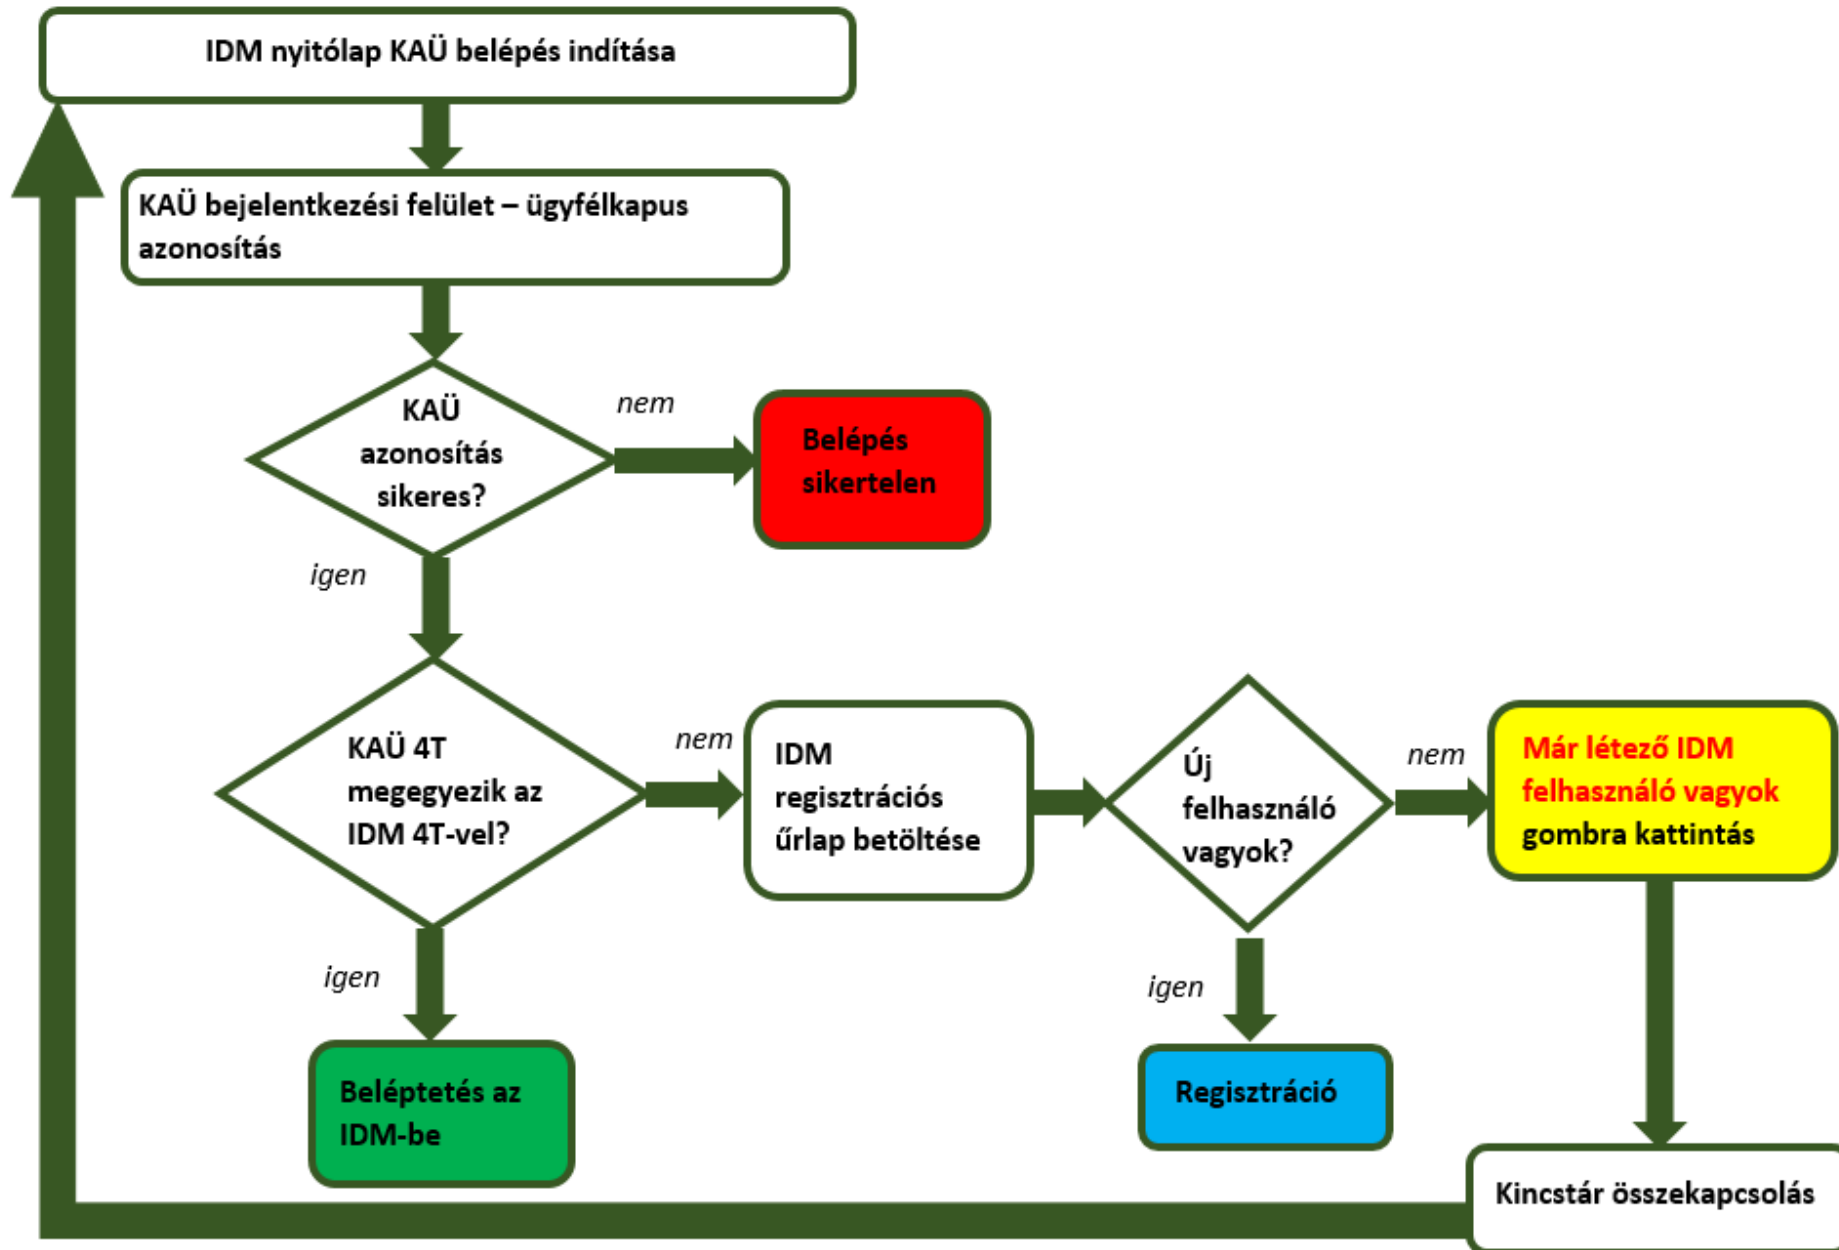 IDM nyitólap KAÜ belépés indítása
KAÜ bejelentkezési felület – ügyfélkapus
azonosítás
KAÜ
azonosítás
sikeres?
nem
Belépés
sikertelen
igen
KAÜ 4T
megegyezik az
IDM 4T-vel?
nem
IDM
regisztrációs
űrlap betöltése
Új
felhasználó
vagyok?
nem
Már létező IDM
felhasználó vagyok
gombra kattintás
igen
Beléptetés az
IDM-be
igen
Regisztráció
Kincstár összekapcsolás